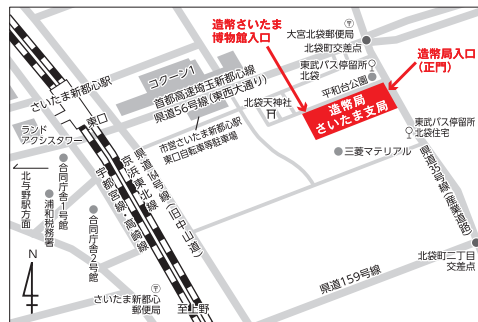 造幣さいたま
博物館入口
大宮北袋郵便局
北袋町交差点
東武バス停留所
北袋
造幣局入口
(正門)
平和台公園
コクーン1
首都高速埼玉新都心線
県道56号線(東西大通り)
さいたま新都心駅
東口
北袋天神社
造幣局
さいたま支局
東武バス停留所
北袋住宅
ランド
アクシスタワー
市営さいたま新都心駅
東口自転車等駐車場
三菱マテリアル
県道164号線(旧中山道)
京浜東北線
宇都宮線・高崎線
県道35号線(産業道路)
合同庁舎1号館
浦和税務署
北与野駅方面
合同庁舎2号館
北袋町二丁目
交差点
N
さいたま新都心
郵便局
至上野
県道159号線